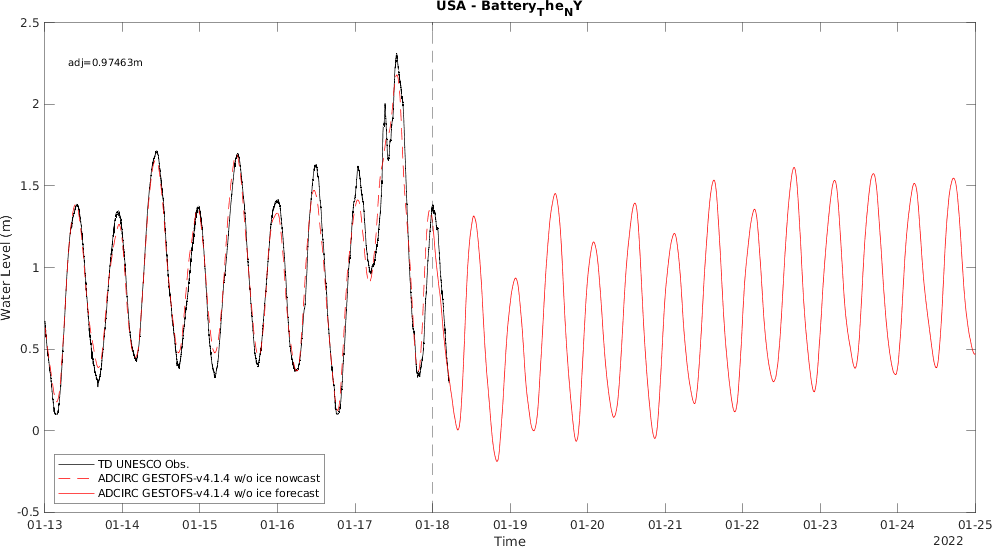 USA - Battery_The_NY
2.5
adj=0.97463m
2
1.5
1
Water Level (m)
0.5
0
TD UNESCO Obs.
ADCIRC GESTOFS-v4.1.4 w/o ice nowcast
ADCIRC GESTOFS-v4.1.4 w/o ice forecast
-0.5
01-13 01-14 01-15 01-16 01-17 01-18 01-19 01-20 01-21 01-22 01-23 01-24 01-25
Time
2022